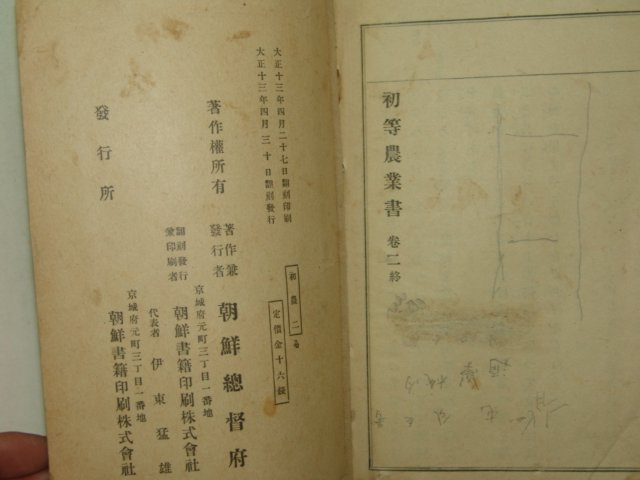 初等農業書 卷二終
大正十三年四月二十七日飜刻印刷
大正十三年四月三十日飜刻發行
初農二
定價金十六錢
著作權所有
著作兼
發行者
朝鮮總督府
飜刻發行
兼印刷者
京城府元町三丁目一番地
朝鮮書籍印刷株式會社
代表者 伊東猛雄
發行所
京城府元町三丁目一番地
朝鮮書籍印刷株式會社